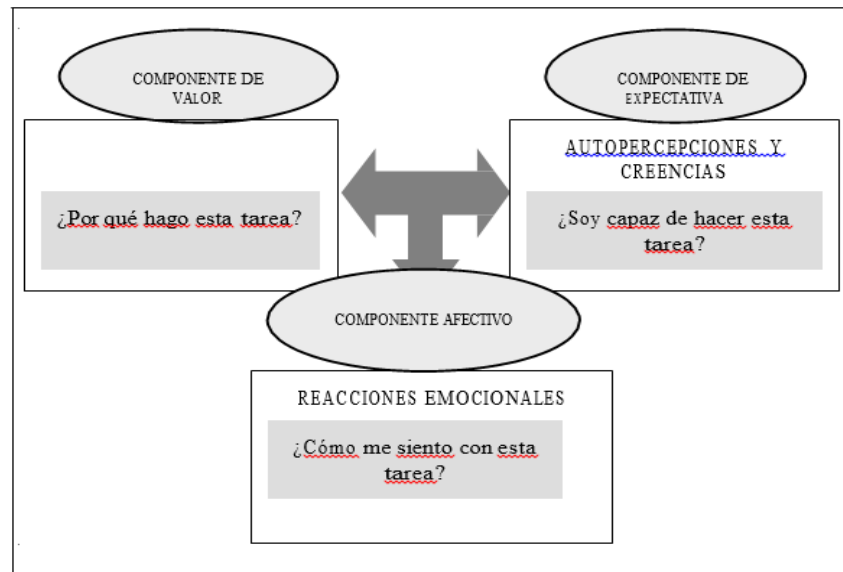 COMPONENTE DE
VALOR
¿Por qué hago esta tarea?
COMPONENTE DE
EXPECTATIVA
AUTOPERCEPCIONES Y
CREENCIAS
¿Soy capaz de hacer esta
tarea?
COMPONENTE AFECTIVO
REACCIONES EMOCIONALES
¿Cómo me siento con esta
tarea?